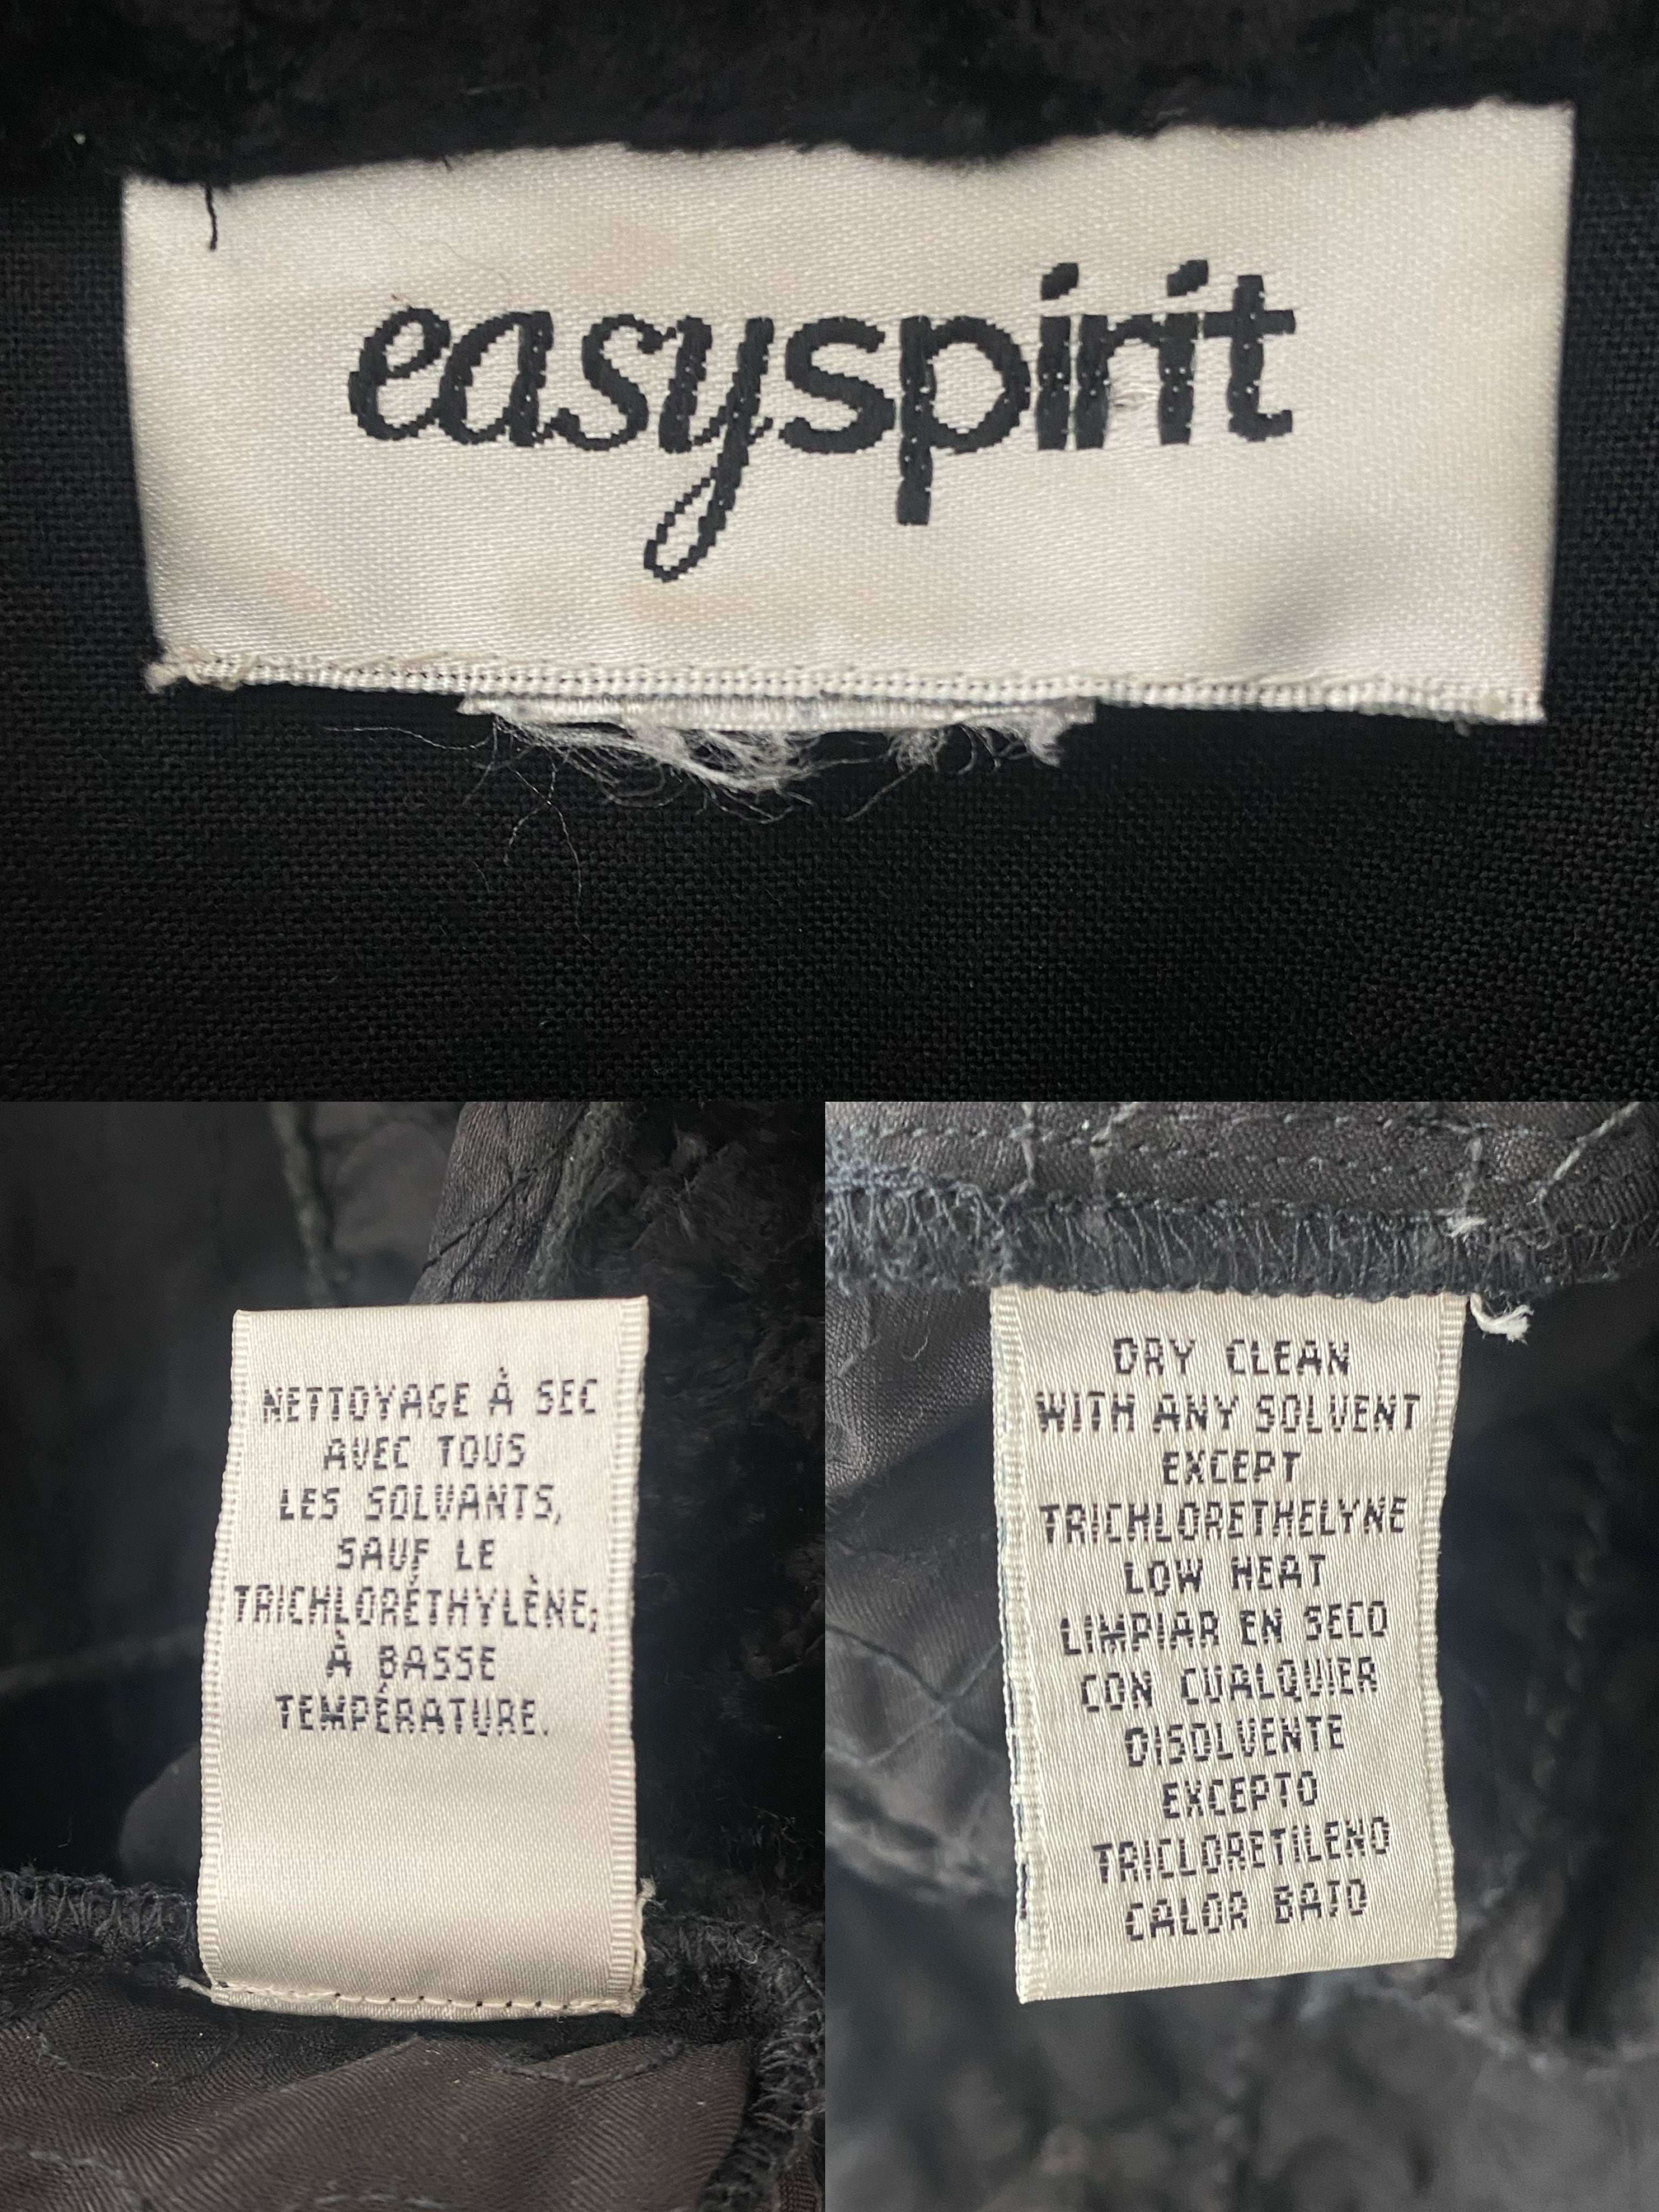 easyspirit
NETTOYAGE À SEC
AVEC TOUS
LES SOLVANTS,
SAUF LE
TRICHLORÉTHYLÈNE;
À BASSE
TEMPÉRATURE.
DRY CLEAN
WITH ANY SOLVENT
EXCEPT
TRICHLORETHELYNE
LOW HEAT
LIMPIAR EN SECO
CON CUALQUIER
DISOLVENTE
EXCEPTO
TRICLORETILENO
CALOR BAJO